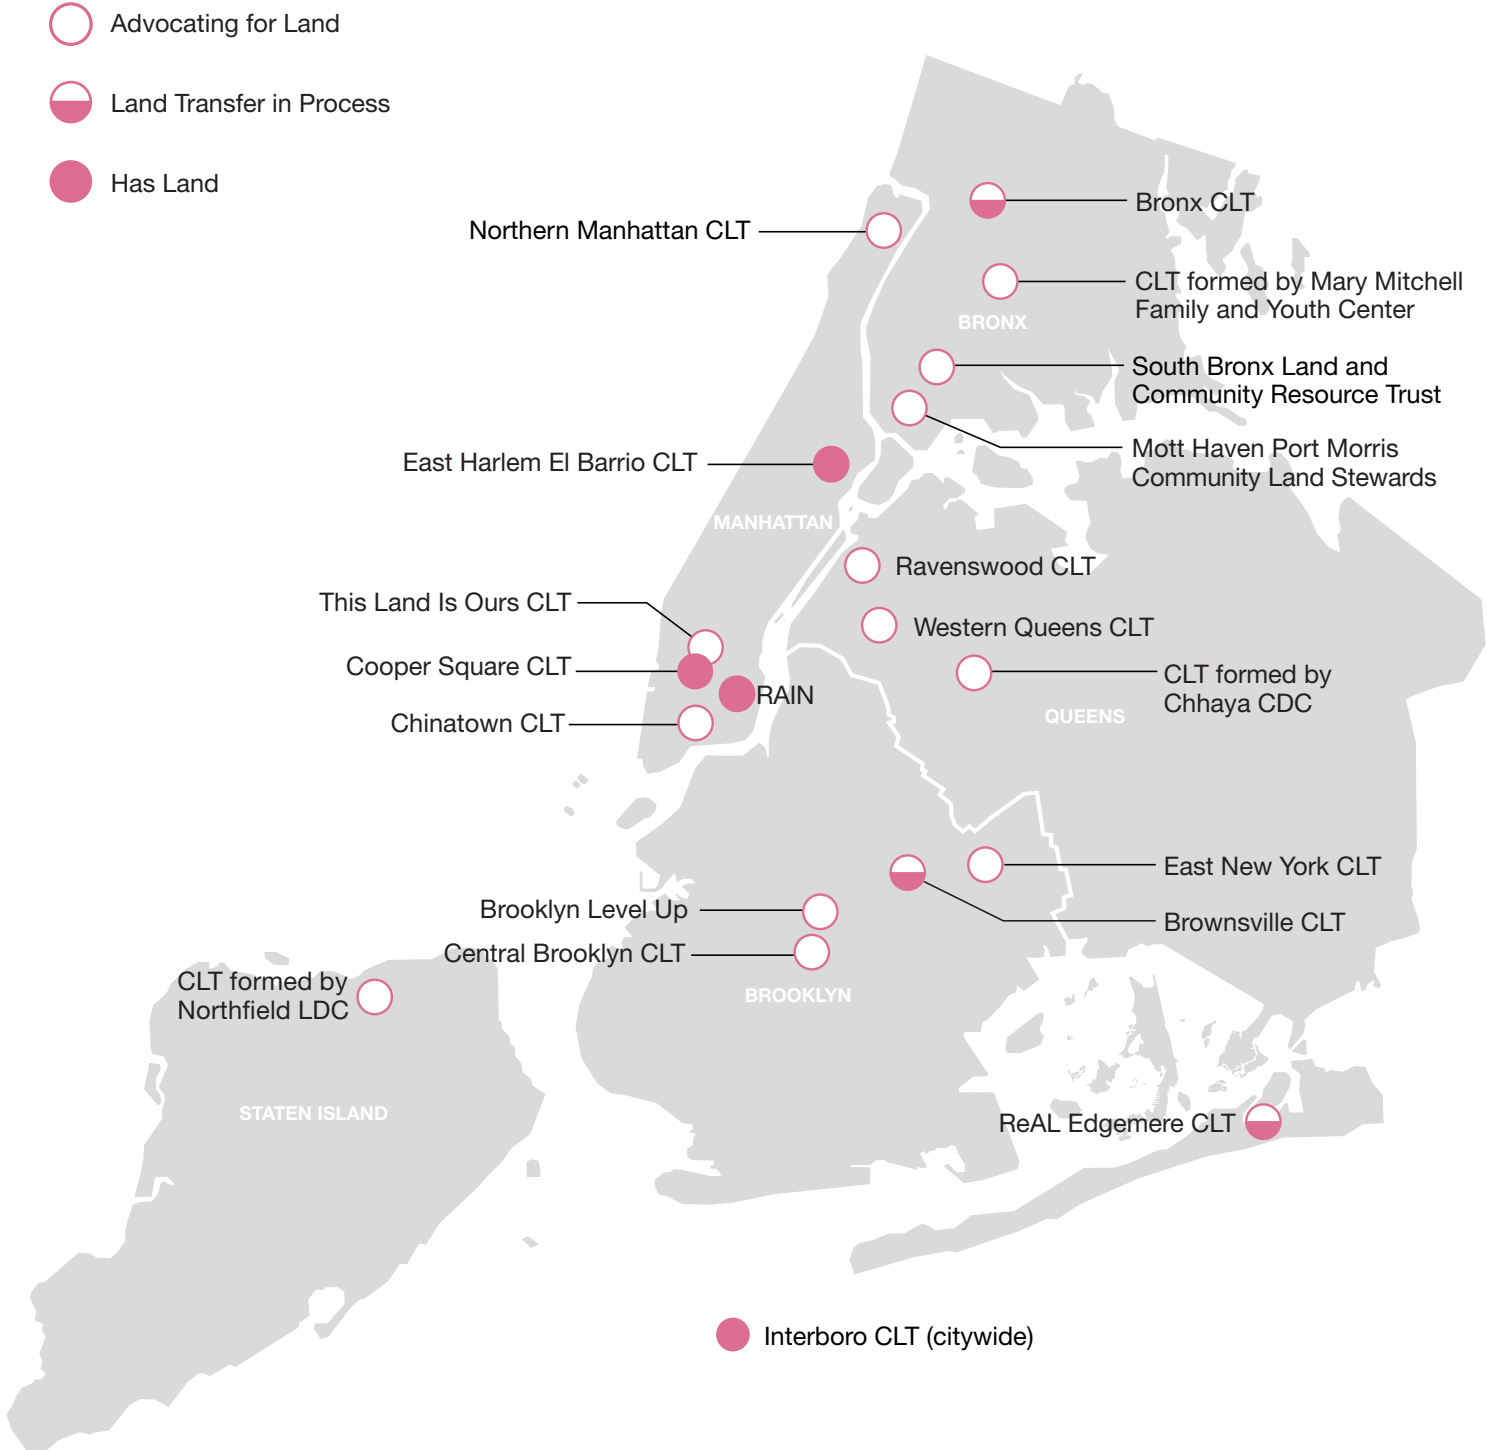 Advocating for Land
Land Transfer in Process
Has Land
Bronx CLT
Northern Manhattan CLT
CLT formed by Mary Mitchell
Family and Youth Center
BRONX
South Bronx Land and
Community Resource Trust
Mott Haven Port Morris
Community Land Stewards
East Harlem El Barrio CLT
MANHATTAN
Ravenswood CLT
This Land Is Ours CLT
Western Queens CLT
Cooper Square CLT
CLT formed by
Chhaya CDC
RAIN
QUEENS
Chinatown CLT
East New York CLT
Brooklyn Level Up
Brownsville CLT
Central Brooklyn CLT
CLT formed by
Northfield LDC
BROOKLYN
STATEN ISLAND
ReAL Edgemere CLT
Interboro CLT (citywide)